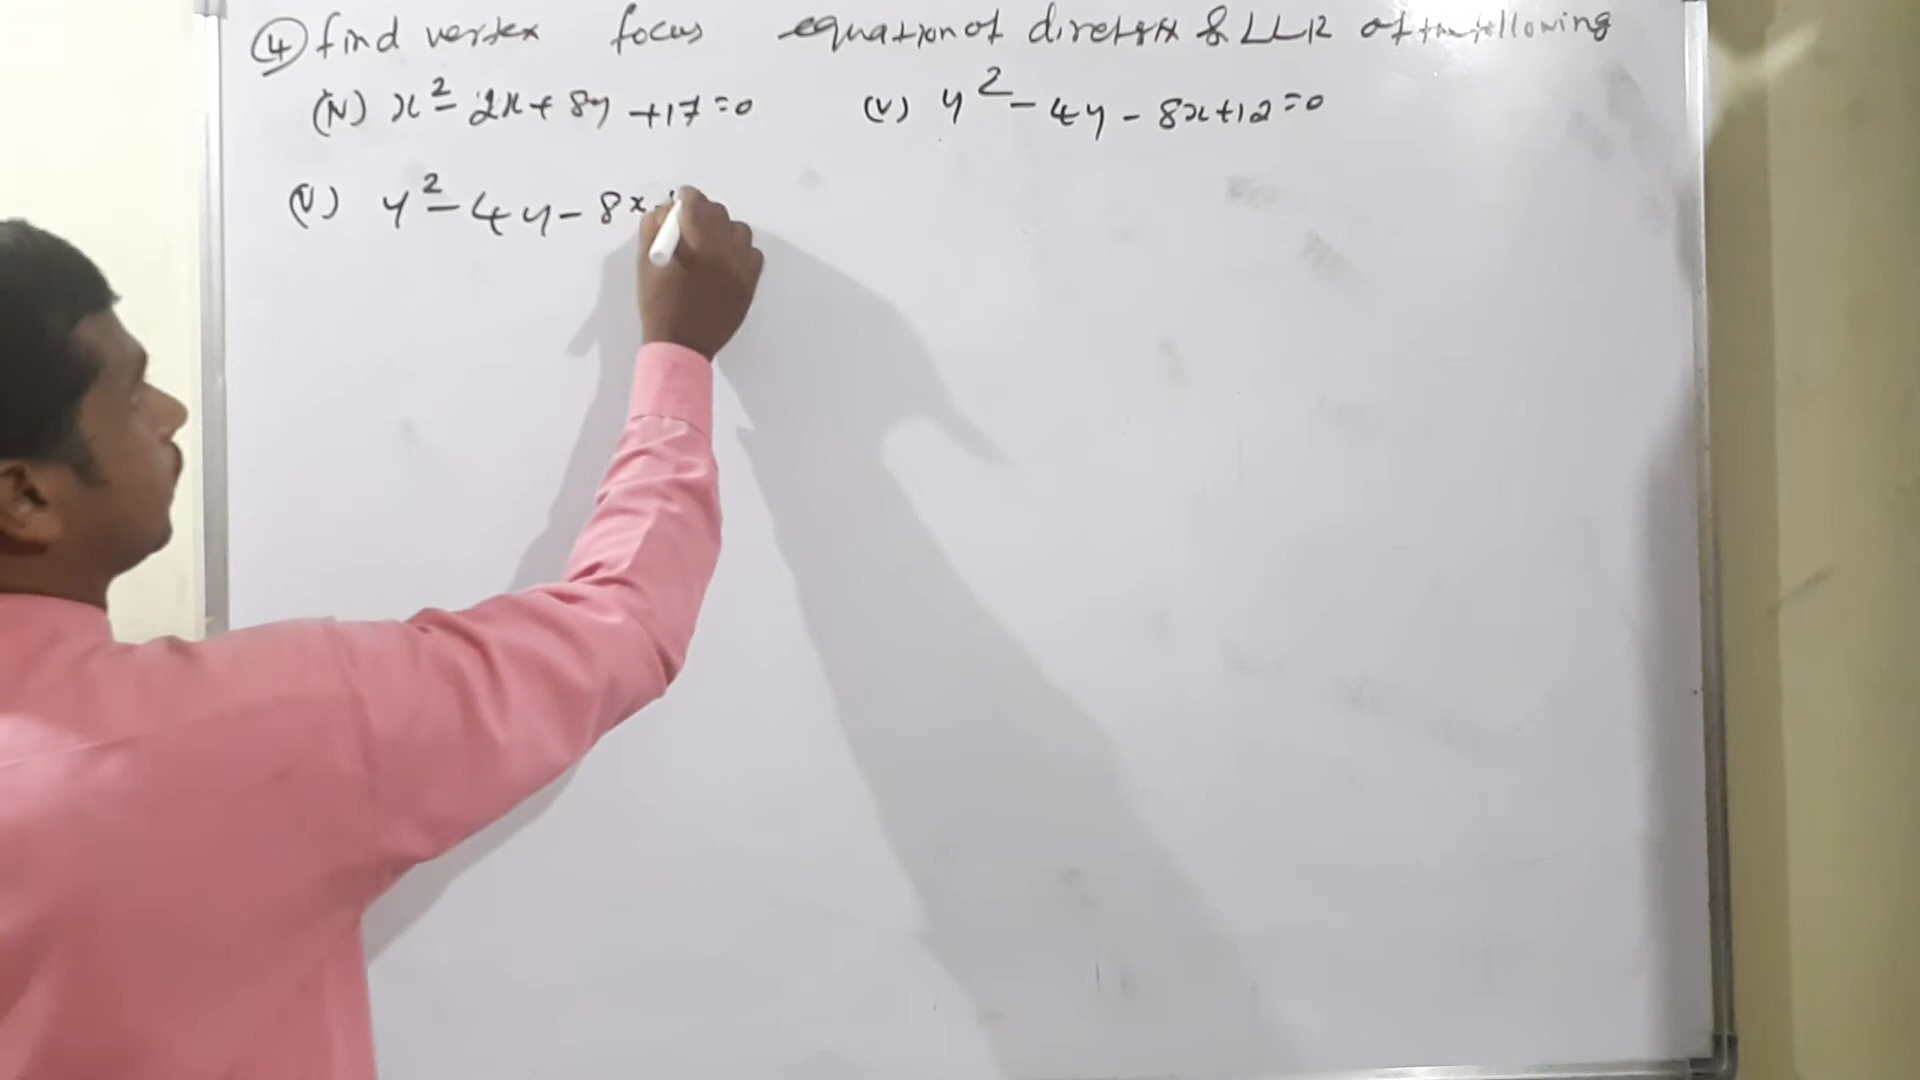 ④ find vertex focus equation of directrix & LLR of the following
(iv) x² - 2x + 8y + 17 = 0 (v) y² - 4y - 8x + 12 = 0
(v) y² - 4y - 8x